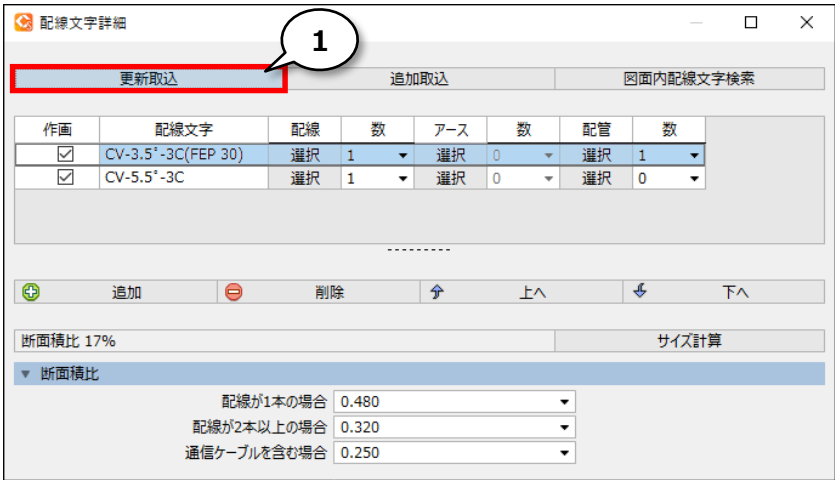 配線文字詳細
1
更新取込 追加取込 図面内配線文字検索
作画 配線文字 配線 数 アース 数 配管 数
CV-3.5°-3C(FEP 30) 選択 1 選択 0 選択 1
CV-5.5°-3C 選択 1 選択 0 選択 0
追加 削除 上へ 下へ
断面積比 17% サイズ計算
断面積比
配線が1本の場合 0.480
配線が2本以上の場合 0.320
通信ケーブルを含む場合 0.250